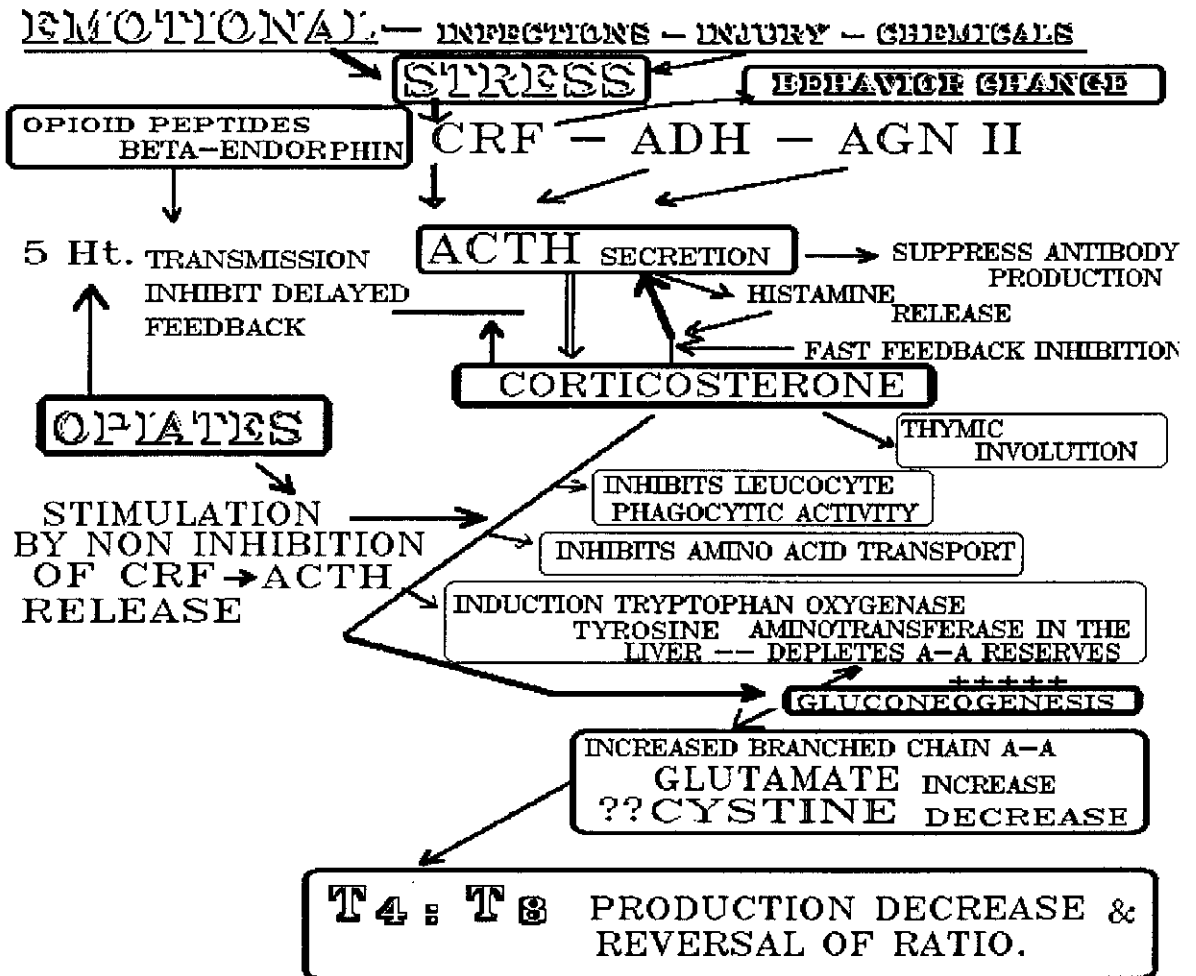 EMOTIONAL — INFECTIONS — INJURY — CHEMICALS
STRESS
BEHAVIOR CHANGE
OPIOID PEPTIDES
BETA—ENDORPHIN
CRF — ADH — AGN II
5 Ht. TRANSMISSION
INHIBIT DELAYED
FEEDBACK
ACTH SECRETION
SUPPRESS ANTIBODY
PRODUCTION
HISTAMINE
RELEASE
FAST FEEDBACK INHIBITION
CORTICOSTERONE
OPIATES
THYMIC
INVOLUTION
INHIBITS LEUCOCYTE
PHAGOCYTIC ACTIVITY
STIMULATION
BY NON INHIBITION
OF CRF→ACTH
RELEASE
INHIBITS AMINO ACID TRANSPORT
INDUCTION TRYPTOPHAN OXYGENASE
TYROSINE AMINOTRANSFERASE IN THE
LIVER —— DEPLETES A—A RESERVES
+++++
GLUCONEOGENESIS
INCREASED BRANCHED CHAIN A—A
GLUTAMATE INCREASE
??CYSTINE DECREASE
T4: T8 PRODUCTION DECREASE &
REVERSAL OF RATIO.